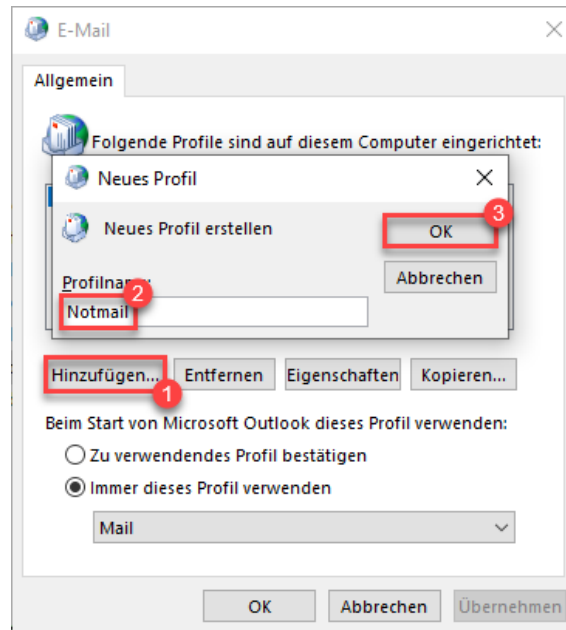 E-Mail
Allgemein
Folgende Profile sind auf diesem Computer eingerichtet:
Neues Profil
Neues Profil erstellen
3
OK
Abbrechen
2
Notmail
Hinzufügen... Entfernen Eigenschaften Kopieren...
1
Beim Start von Microsoft Outlook dieses Profil verwenden:
Zu verwendendes Profil bestätigen
Immer dieses Profil verwenden
Mail
OK Abbrechen Übernehmen